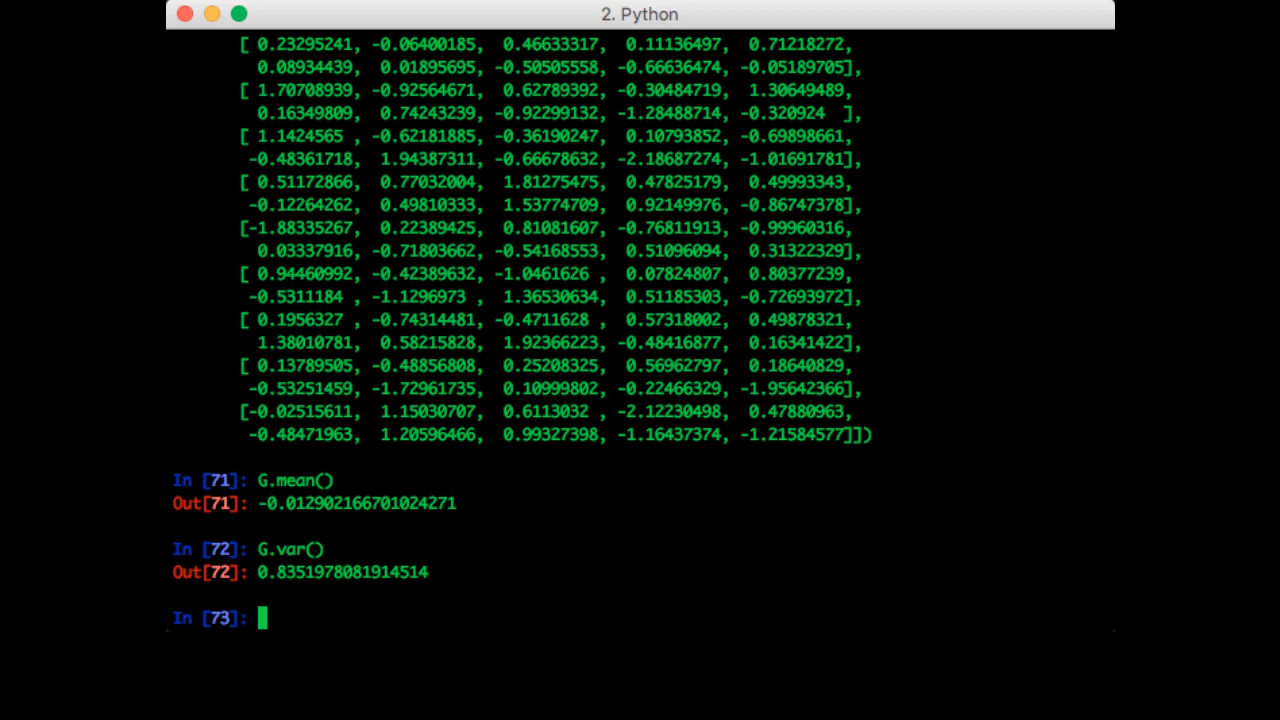 2. Python
[ 0.23295241, -0.06400185, 0.46633317, 0.11136497, 0.71218272,
0.08934439, 0.01895695, -0.50505558, -0.66636474, -0.05189705],
[ 1.70708939, -0.92564671, 0.62789392, -0.30484719, 1.30649489,
0.16349809, 0.74243239, -0.92299132, -1.28488714, -0.320924 ],
[ 1.1424565 , -0.62181885, -0.36190247, 0.10793852, -0.69898661,
-0.48361718, 1.94387311, -0.66678632, -2.18687274, -1.01691781],
[ 0.51172866, 0.77032004, 1.81275475, 0.47825179, 0.49993343,
-0.12264262, 0.49810333, 1.53774709, 0.92149976, -0.86747378],
[-1.88335267, 0.22389425, 0.81081607, -0.76811913, -0.99960316,
0.03337916, -0.71803662, -0.54168553, 0.51096094, 0.31322329],
[ 0.94460992, -0.42389632, -1.0461626 , 0.07824807, 0.80377239,
-0.5311184 , -1.1296973 , 1.36530634, 0.51185303, -0.72693972],
[ 0.1956327 , -0.74314481, -0.4711628 , 0.57318002, 0.49878321,
1.38010781, 0.58215828, 1.92366223, -0.48416877, 0.16341422],
[ 0.13789505, -0.48856808, 0.25208325, 0.56962797, 0.18640829,
-0.53251459, -1.72961735, 0.10999802, -0.22466329, -1.95642366],
[-0.02515611, 1.15030707, 0.6113032 , -2.12230498, 0.47880963,
-0.48471963, 1.20596466, 0.99327398, -1.16437374, -1.21584577]])
In [71]: G.mean()
Out[71]: -0.012902166701024271
In [72]: G.var()
Out[72]: 0.8351978081914514
In [73]: